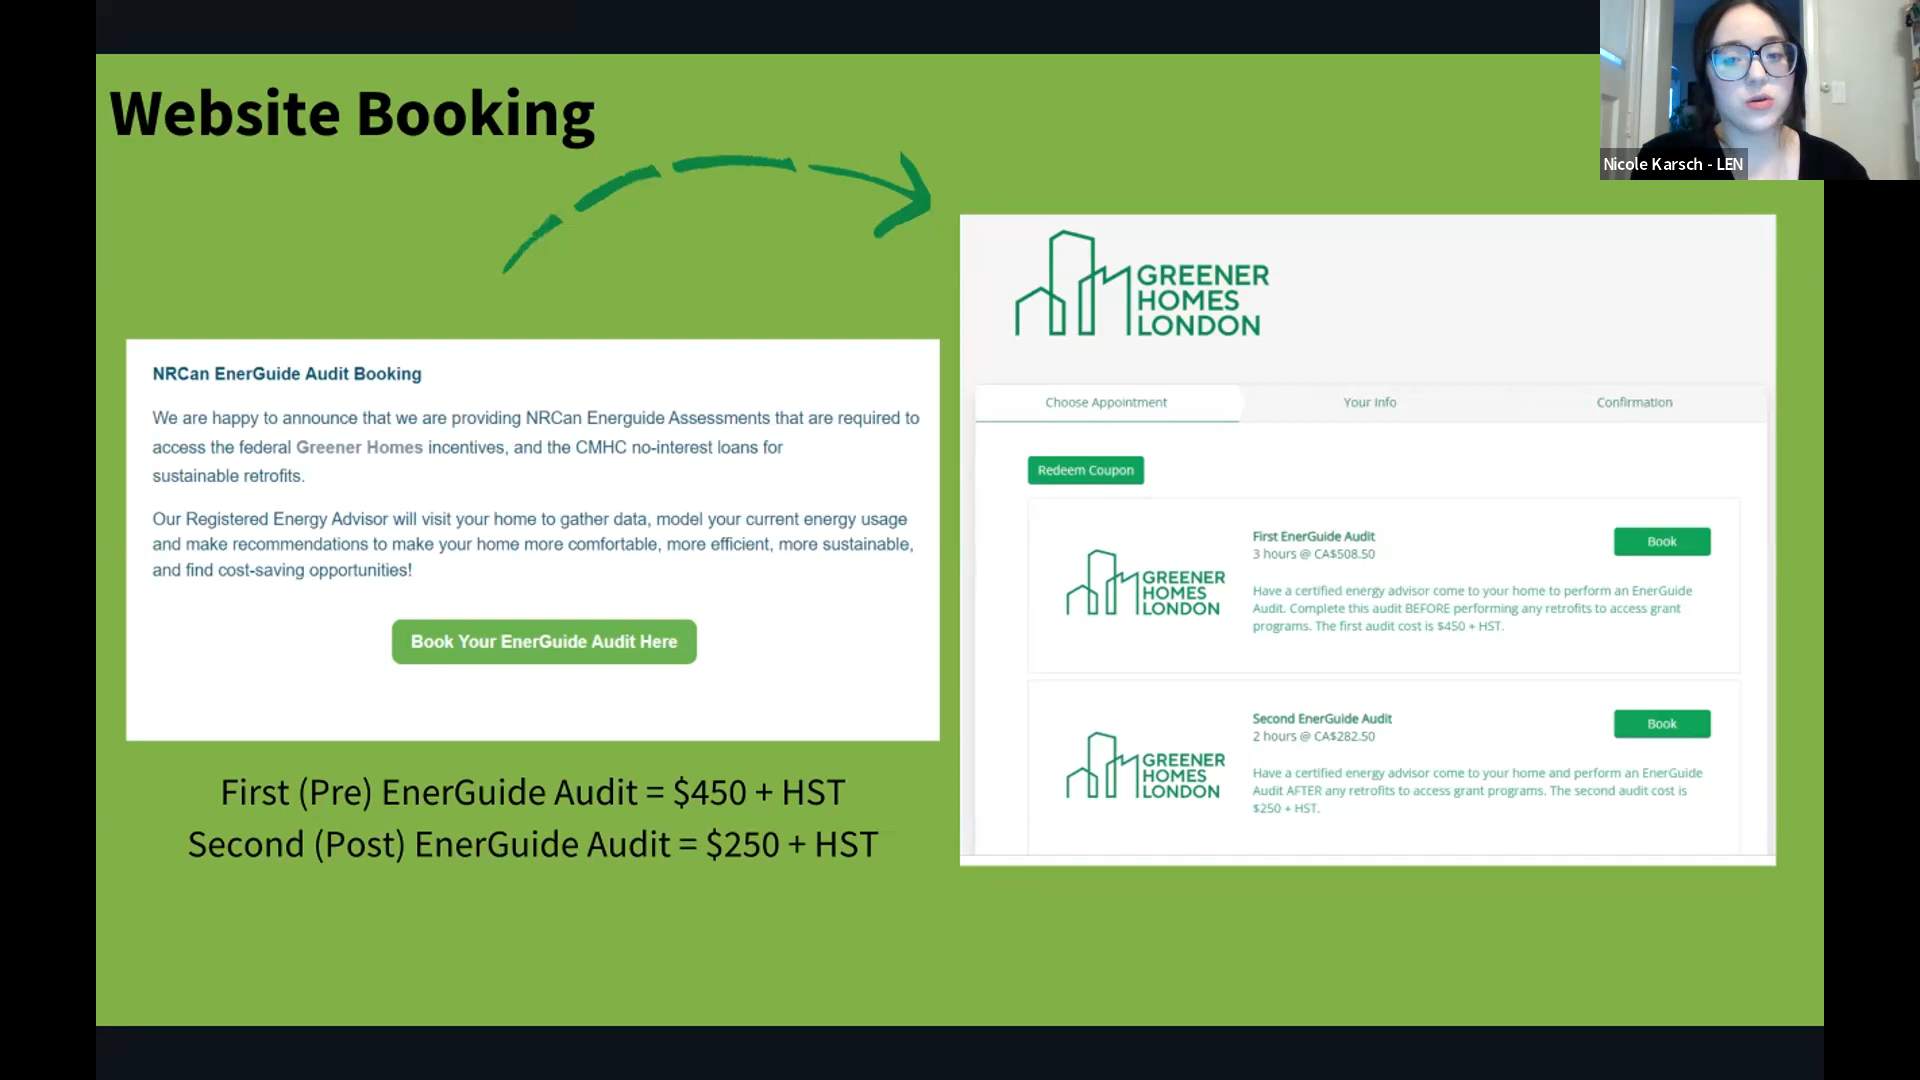 Website Booking
Nicole Karsch - LEN
NRCan EnerGuide Audit Booking
We are happy to announce that we are providing NRCan Energuide Assessments that are required to
access the federal Greener Homes incentives, and the CMHC no-interest loans for
sustainable retrofits.
Our Registered Energy Advisor will visit your home to gather data, model your current energy usage
and make recommendations to make your home more comfortable, more efficient, more sustainable,
and find cost-saving opportunities!
Book Your EnerGuide Audit Here
First (Pre) EnerGuide Audit = $450 + HST
Second (Post) EnerGuide Audit = $250 + HST
GREENER
HOMES
LONDON
Choose Appointment
Your Info
Confirmation
Redeem Coupon
GREENER
HOMES
LONDON
First EnerGuide Audit
3 hours @ CA$508.50
Book
Have a certified energy advisor come to your home to perform an EnerGuide
Audit. Complete this audit BEFORE performing any retrofits to access grant
programs. The first audit cost is $450 + HST.
GREENER
HOMES
LONDON
Second EnerGuide Audit
2 hours @ CA$282.50
Book
Have a certified energy advisor come to your home and perform an EnerGuide
Audit AFTER any retrofits to access grant programs. The second audit cost is
$250 + HST.